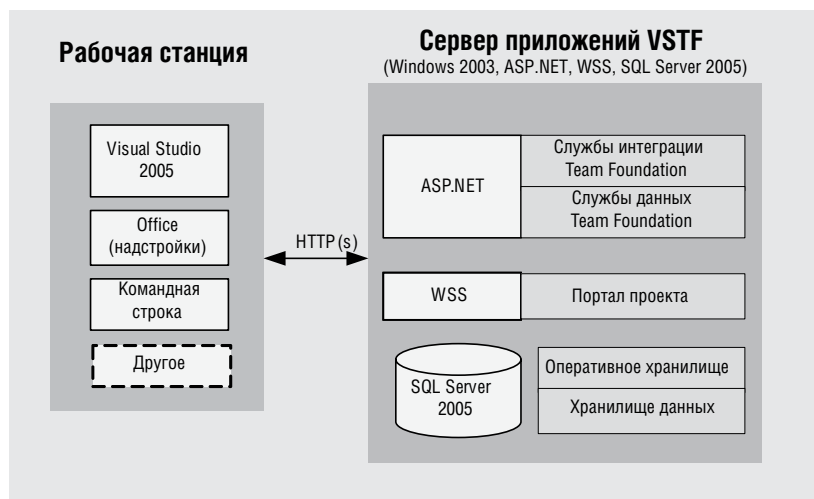 Рабочая станция
Сервер приложений VSTF
(Windows 2003, ASP.NET, WSS, SQL Server 2005)
Visual Studio
2005
Office
(надстройки)
Командная
строка
Другое
HTTP(s)
ASP.NET
Службы интеграции
Team Foundation
Службы данных
Team Foundation
WSS
Портал проекта
SQL Server
2005
Оперативное хранилище
Хранилище данных